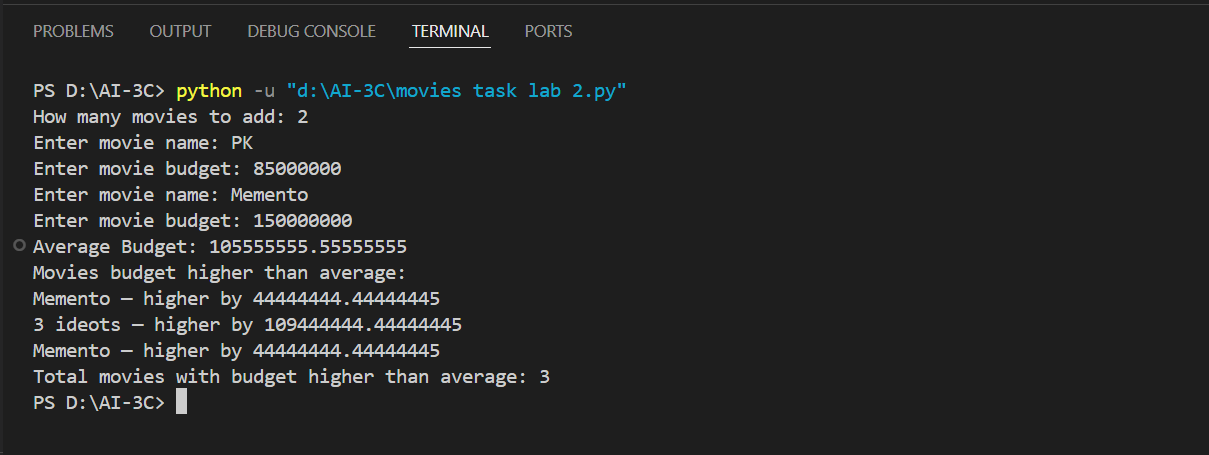 PROBLEMS OUTPUT DEBUG CONSOLE TERMINAL PORTS
PS D:\AI-3C> python -u "d:\AI-3C\movies task lab 2.py"
How many movies to add: 2
Enter movie name: PK
Enter movie budget: 85000000
Enter movie name: Memento
Enter movie budget: 150000000
Average Budget: 105555555.55555555
Movies budget higher than average:
Memento — higher by 44444444.44444445
3 ideots — higher by 109444444.44444445
Memento — higher by 44444444.44444445
Total movies with budget higher than average: 3
PS D:\AI-3C>